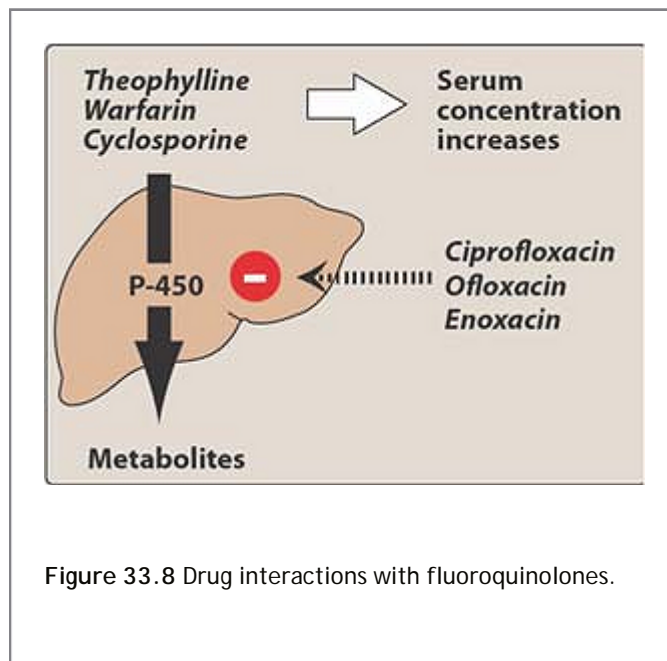 Theophylline
Warfarin
Cyclosporine
Serum
concentration
increases
P-450
Ciprofloxacin
Ofloxacin
Enoxacin
Metabolites
Figure 33.8 Drug interactions with fluoroquinolones.